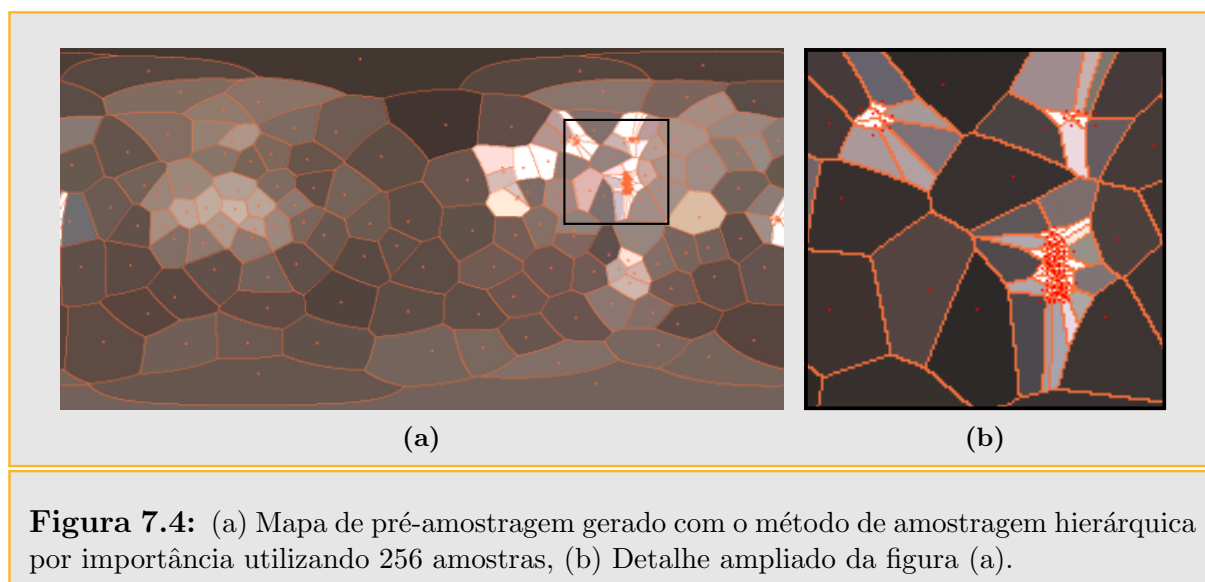 (a)
(b)
Figura 7.4: (a) Mapa de pré-amostragem gerado com o método de amostragem hierárquica
por importância utilizando 256 amostras, (b) Detalhe ampliado da figura (a).